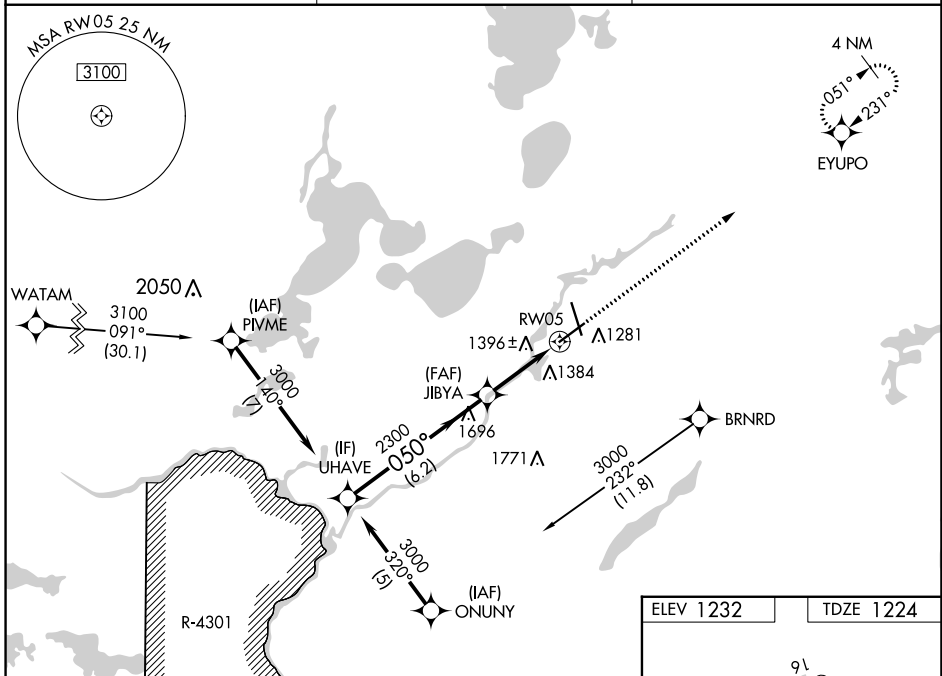 MSA RW05 25 NM
3100
4 NM
051°
231°
EYUPO
WATAM
3100
091°
(30.1)
2050
(IAF)
PIVME
3000
140°
(7)
RW05
1396±
1281
1384
(FAF)
JIBYA
1696
2300
050°
(6.2)
1771
BRNRD
3000
232°
(11.8)
(IF)
UHAVE
3000
320°
(5)
(IAF)
ONUNY
R-4301
ELEV 1232
TDZE 1224
16